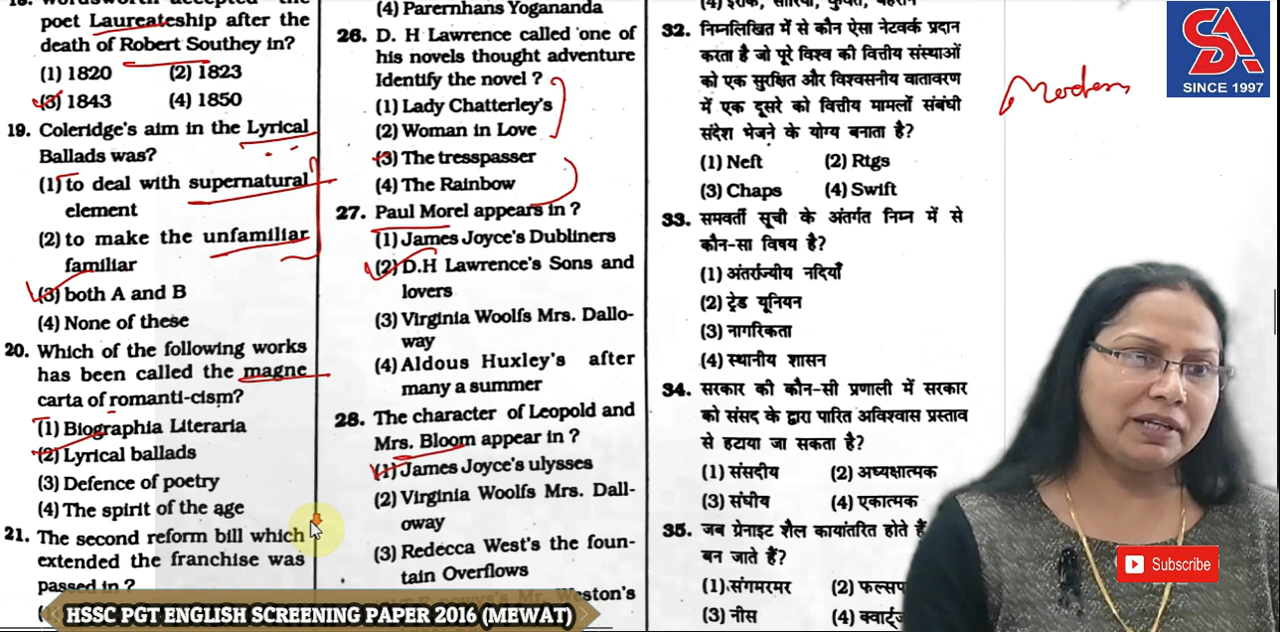 poet Laureateship after the
death of Robert Southey in?
(1) 1820 (2) 1823
(3) 1843 (4) 1850
19. Coleridge's aim in the Lyrical
Ballads was?
(1) to deal with supernatural
element
(2) to make the unfamiliar
familiar
(3) both A and B
(4) None of these
20. Which of the following works
has been called the magne
carta of romanti-cism?
(1) Biographia Literaria
(2) Lyrical ballads
(3) Defence of poetry
(4) The spirit of the age
21. The second reform bill which
extended the franchise was
passed in ?
(4) Parernhans Yogananda
26. D. H Lawrence called one of
his novels thought adventure
Identify the novel ?
(1) Lady Chatterley's
(2) Woman in Love
(3) The tresspasser
(4) The Rainbow
27. Paul Morel appears in ?
(1) James Joyce's Dubliners
(2) D.H Lawrence's Sons and
lovers
(3) Virginia Woolfs Mrs. Dallo-
way
(4) Aldous Huxley's after
many a summer
28. The character of Leopold and
Mrs. Bloom appear in ?
(1) James Joyce's ulysses
(2) Virginia Woolfs Mrs. Dall-
oway
(3) Redecca West's the foun-
tain Overflows
32. निम्नलिखित में से कौन ऐसा नेटवर्क प्रदान
करता है जो पूरे विश्व की वित्तीय संस्थाओं
को एक सुरक्षित और विश्वसनीय वातावरण
में एक दूसरे को वित्तीय मामलों संबंधी
संदेश भेजने के योग्य बनाता है?
(1) Neft (2) Rtgs
(3) Chaps (4) Swift
33. समवर्ती सूची के अंतर्गत निम्न में से
कौन-सा विषय है?
(1) अंतर्राज्यीय नदियाँ
(2) ट्रेड यूनियन
(3) नागरिकता
(4) स्थानीय शासन
34. सरकार की कौन-सी प्रणाली में सरकार
को संसद के द्वारा पारित अविश्वास प्रस्ताव
से हटाया जा सकता है?
(1) संसदीय (2) अध्यक्षात्मक
(3) संघीय (4) एकात्मक
35. जब ग्रेनाइट शैल कायांतरित होते हैं
बन जाते हैं?
(1) संगमरमर (2)
(3) नीस (4)
Modern
SA
SINCE 1997
Subscribe
HSSC PGT ENGLISH SCREENING PAPER 2016 (MEWAT)